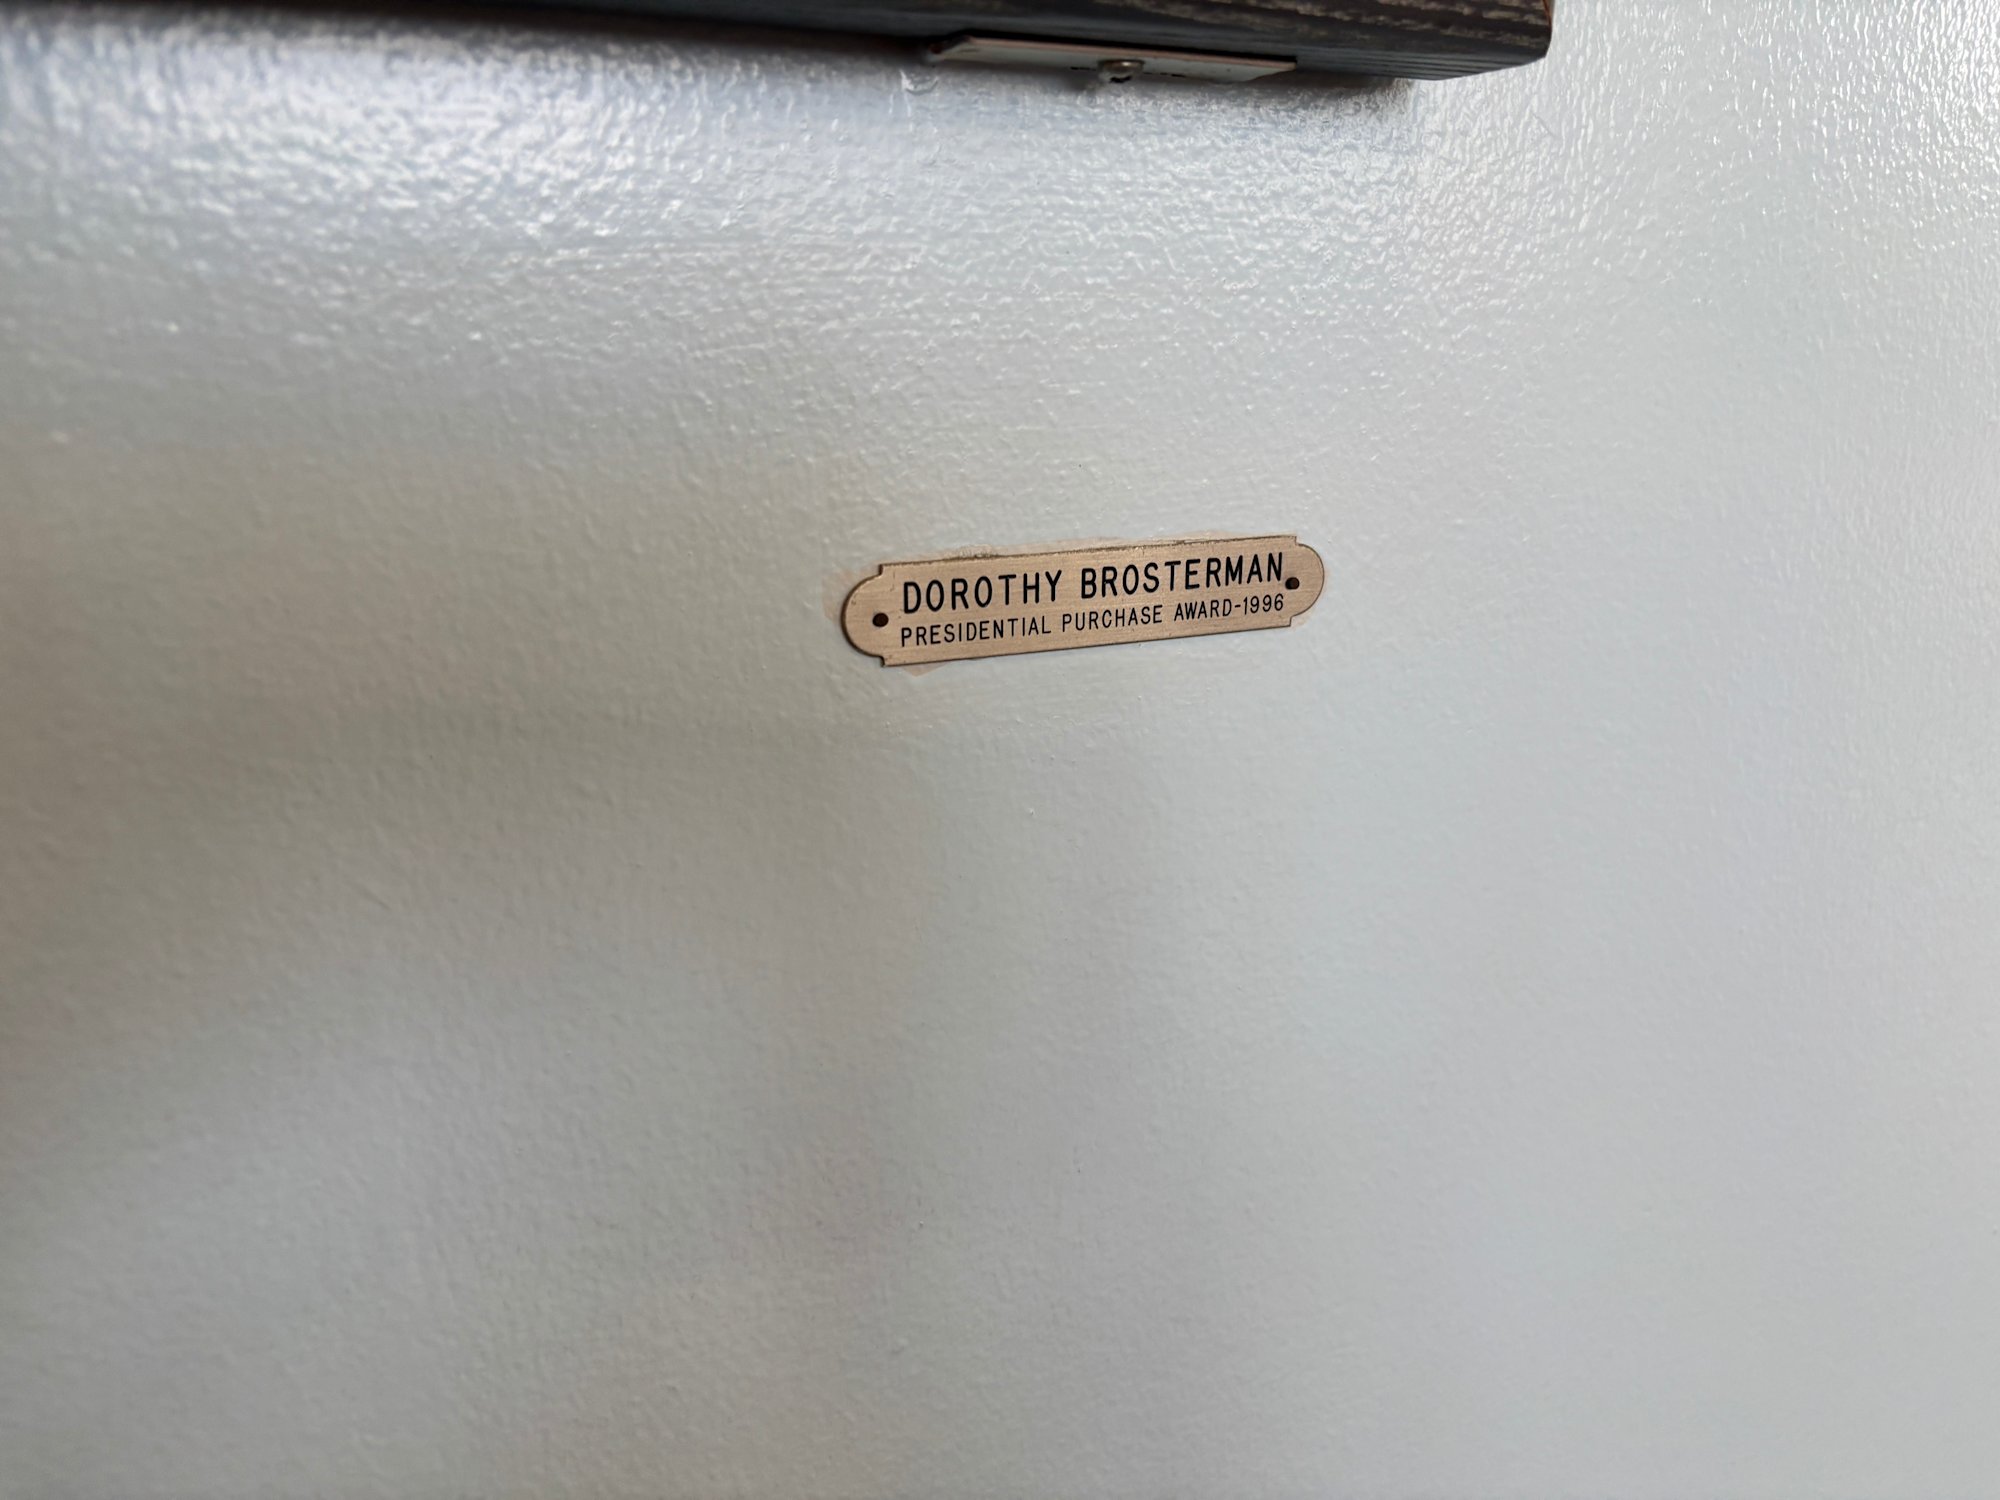 DOROTHY BROSTERMAN
PRESIDENTIAL PURCHASE AWARD-1996